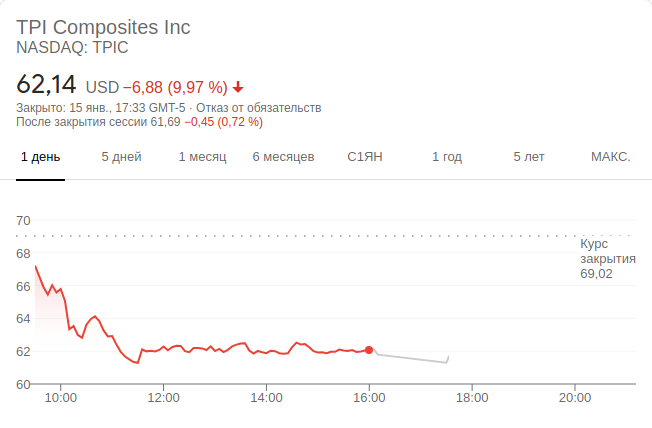 TPI Composites Inc
NASDAQ: TPIC
62,14 USD −6,88 (9,97 %)
Закрыто: 15 янв., 17:33 GMT-5 · Отказ от обязательств
После закрытия сессии 61,69 −0,45 (0,72 %)
1 день 5 дней 1 месяц 6 месяцев С1ЯН 1 год 5 лет МАКС.
70
Курс
закрытия
69,02
68
66
64
62
60
10:00 12:00 14:00 16:00 18:00 20:00